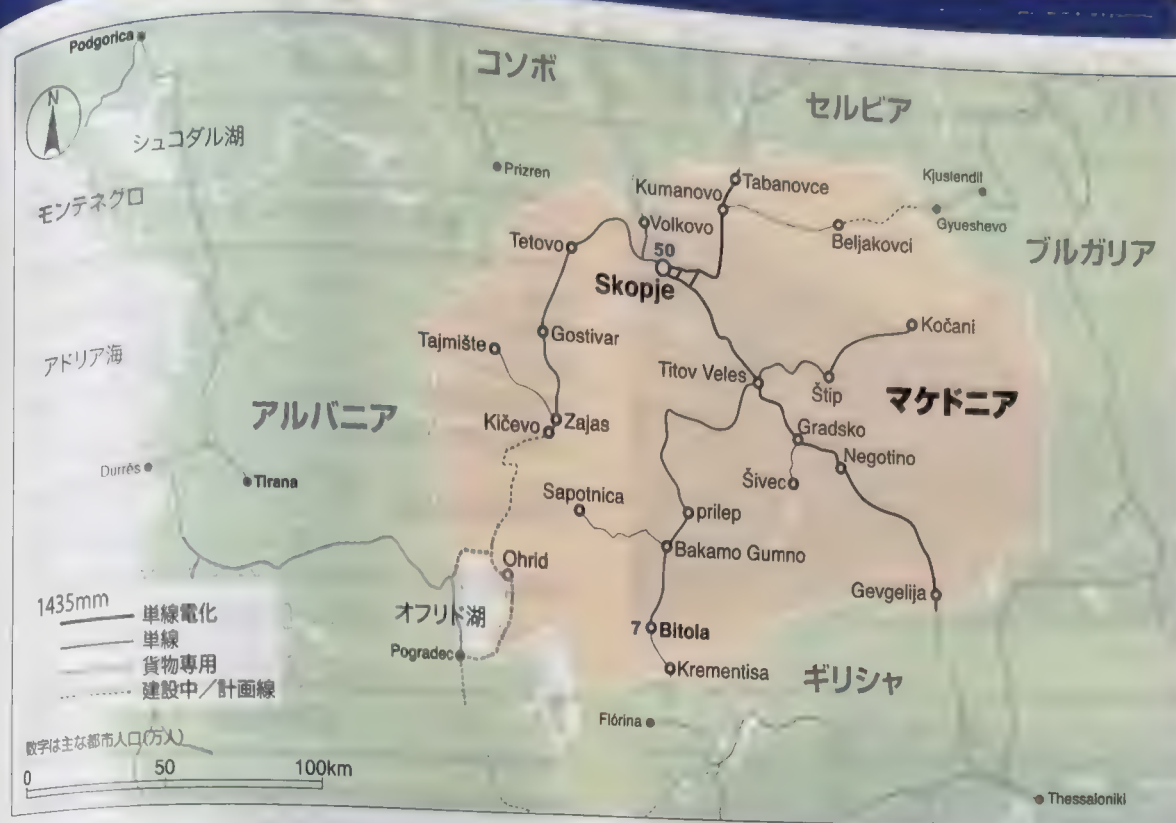 Podgorica
N
シュコダル湖
モンテネグロ
コソボ
セルビア
Prizren
Kumanovo
Tabanovce
Kjuslendil
Gyueshevo
Volkovo
Beljakovci
ブルガリア
Tetovo
50
Skopje
Kočani
Gostivar
Tajmište
アドリア海
Titov Veles
Štip
マケドニア
アルバニア
Kičevo
Zajas
Gradsko
Negotino
Durrës
Tirana
Šivec
Sapotnica
prilep
Bakamo Gumno
Ohrid
Gevgelija
オフリド湖
7 Bitola
Pogradec
Krementisa
ギリシャ
Flórina
Thessaloniki
1435mm
単線電化
単線
貨物専用
建設中/計画線
数字は主な都市人口(万人)
0 50 100km